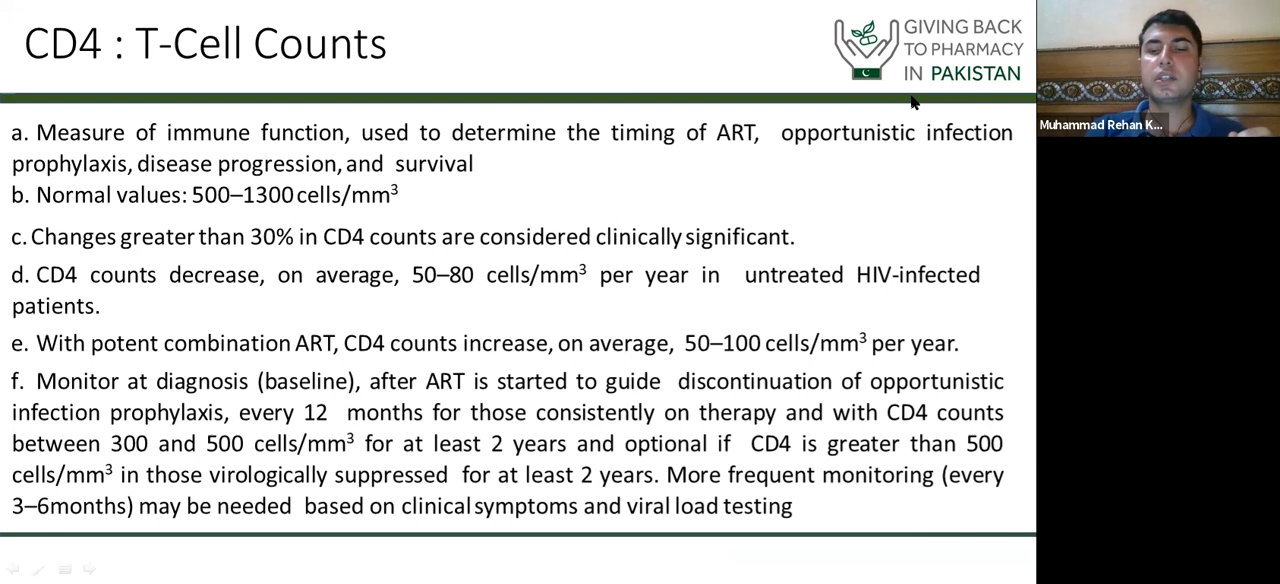 CD4 : T-Cell Counts
GIVING BACK
TO PHARMACY
IN PAKISTAN
Muhammad Rehan K...
a. Measure of immune function, used to determine the timing of ART, opportunistic infection
prophylaxis, disease progression, and survival
b. Normal values: 500–1300 cells/mm³
c. Changes greater than 30% in CD4 counts are considered clinically significant.
d. CD4 counts decrease, on average, 50–80 cells/mm³ per year in untreated HIV-infected
patients.
e. With potent combination ART, CD4 counts increase, on average, 50–100 cells/mm³ per year.
f. Monitor at diagnosis (baseline), after ART is started to guide discontinuation of opportunistic
infection prophylaxis, every 12 months for those consistently on therapy and with CD4 counts
between 300 and 500 cells/mm³ for at least 2 years and optional if CD4 is greater than 500
cells/mm³ in those virologically suppressed for at least 2 years. More frequent monitoring (every
3–6months) may be needed based on clinical symptoms and viral load testing